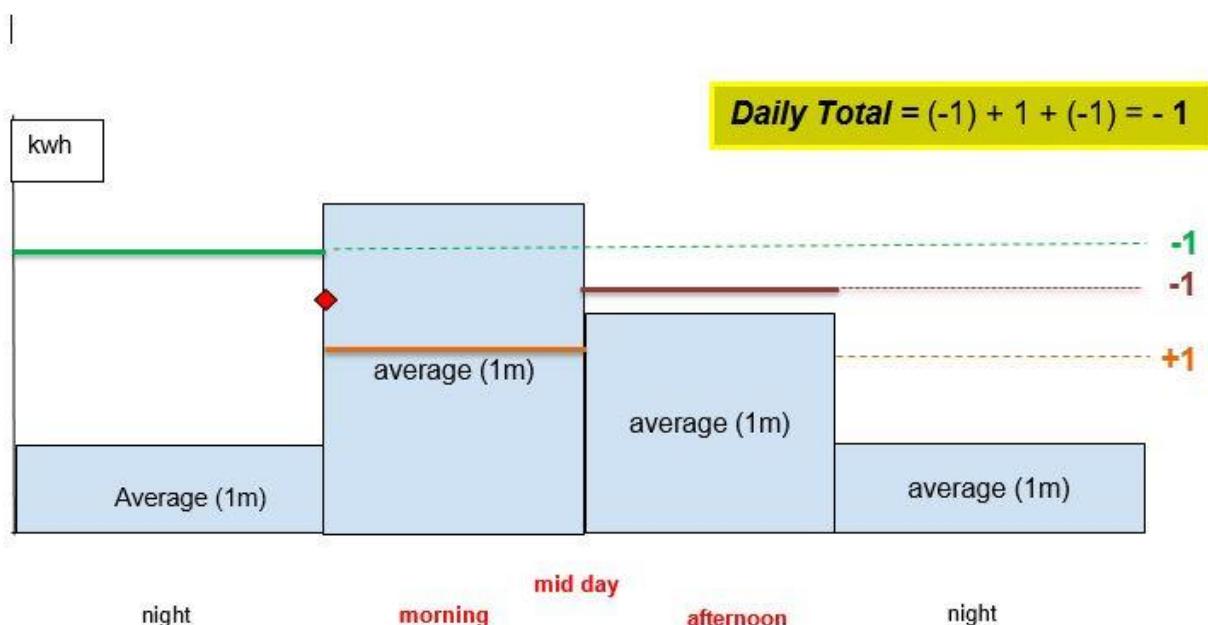 Daily Total = (-1) + 1 + (-1) = - 1
kwh
-1
-1
+1
average (1m)
average (1m)
Average (1m)
average (1m)
mid day
night
morning
afternoon
night